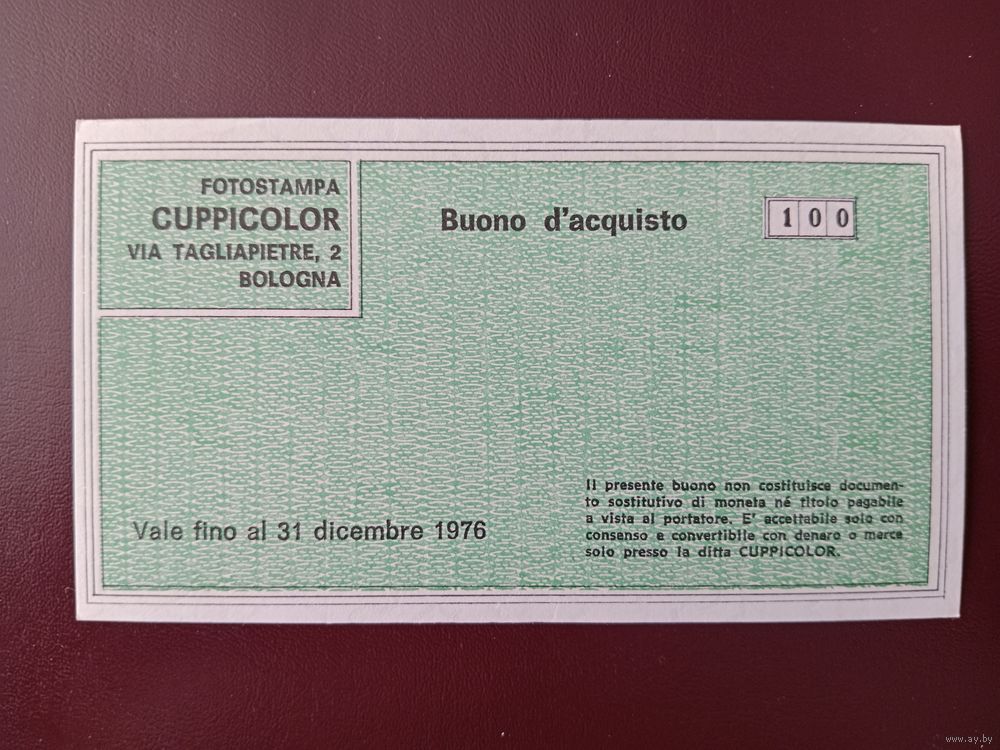 FOTOSTAMPA
CUPPICOLOR
VIA TAGLIAPIETRE, 2
BOLOGNA
Buono d'acquisto
100
Vale fino al 31 dicembre 1976
Il presente buono non costituisce documen-
to sostitutivo di moneta né titolo pagabile
a vista al portatore. E' accettabile solo con
consenso e convertibile con denaro o merce
solo presso la ditta CUPPICOLOR.
www.ay.by